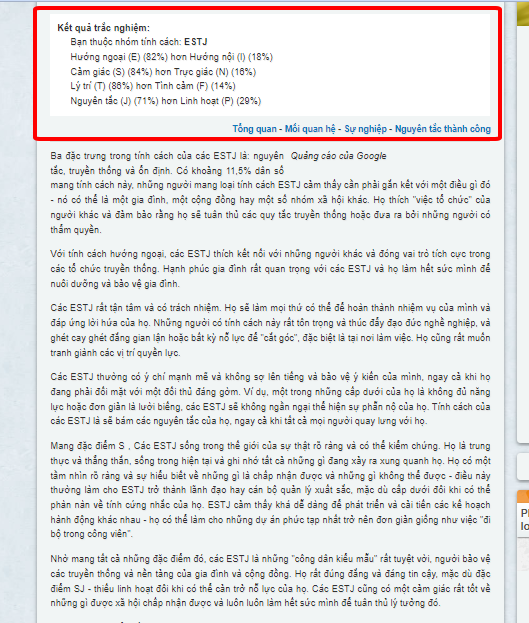 Kết quả trắc nghiệm:
Bạn thuộc nhóm tính cách: ESTJ
Hướng ngoại (E) (82%) hơn Hướng nội (I) (18%)
Cảm giác (S) (84%) hơn Trực giác (N) (16%)
Lý trí (T) (86%) hơn Tình cảm (F) (14%)
Nguyên tắc (J) (71%) hơn Linh hoạt (P) (29%)
Tổng quan - Mối quan hệ - Sự nghiệp - Nguyên tắc thành công
Ba đặc trưng trong tính cách của các ESTJ là: nguyên Quảng cáo của Google
tắc, truyền thống và ổn định. Có khoảng 11,5% dân số
mang tính cách này, những người mang loại tính cách ESTJ cảm thấy cần phải gắn kết với một điều gì đó
- nó có thể là một gia đình, một cộng đồng hay một số nhóm xã hội khác. Họ thích "việc tổ chức" của
người khác và đảm bảo rằng họ sẽ tuân thủ các quy tắc truyền thống hoặc đưa ra bởi những người có
thẩm quyền.
Với tính cách hướng ngoại, các ESTJ thích kết nối với những người khác và đóng vai trò tích cực trong
các tổ chức truyền thống. Hạnh phúc gia đình rất quan trọng với các ESTJ và họ làm hết sức mình để
nuôi dưỡng và bảo vệ gia đình.
Các ESTJ rất tận tâm và có trách nhiệm. Họ sẽ làm mọi thứ có thể để hoàn thành nhiệm vụ của mình và
đáp ứng lời hứa của họ. Những người có tính cách này rất tôn trọng và thúc đẩy đạo đức nghề nghiệp, và
ghét cay ghét đắng gian lận hoặc bất kỳ nỗ lực để "cắt góc", đặc biệt là tại nơi làm việc. Họ cũng rất muốn
tranh giành các vị trí quyền lực.
Các ESTJ thường có ý chí mạnh mẽ và không sợ lên tiếng và bảo vệ ý kiến của mình, ngay cả khi họ
đang phải đối mặt với một đối thủ đáng gờm. Ví dụ, một trong những cấp dưới của họ là không đủ năng
lực hoặc đơn giản là lười biếng, các ESTJ sẽ không ngần ngại thể hiện sự phẫn nộ của họ. Tính cách của
các ESTJ là sẽ bám các nguyên tắc của họ, ngay cả khi tất cả mọi người quay lưng với họ.
Mang đặc điểm S , Các ESTJ sống trong thế giới của sự thật rõ ràng và có thể kiểm chứng. Họ là trung
thực và thẳng thắn, sống trong hiện tại và ghi nhớ tất cả những gì đang xảy ra xung quanh họ. Họ có một
tầm nhìn rõ ràng và sự hiểu biết về những gì là chấp nhận được và những gì không thể được - điều này
thường làm cho ESTJ trở thành lãnh đạo hay cán bộ quản lý xuất sắc, mặc dù cấp dưới đôi khi có thể
phàn nàn về tính cứng nhắc của họ. ESTJ cảm thấy khá dễ dàng để phát triển và cải tiến các kế hoạch
hành động khác nhau - họ có thể làm cho những dự án phức tạp nhất trở nên đơn giản giống như việc "đi
bộ trong công viên".
Nhờ mang tất cả những đặc điểm đó, các ESTJ là những "công dân kiểu mẫu" rất tuyệt vời, người bảo vệ
các truyền thống và nền tảng của gia đình và cộng đồng. Họ rất đúng đắng và đáng tin cậy, mặc dù đặc
điểm SJ - thiếu linh hoạt đôi khi có thể cản trở nỗ lực của họ. Các ESTJ cũng có một cảm giác rất tốt về
những gì được xã hội chấp nhận được và luôn luôn làm hết sức mình để tuân thủ lý tưởng đó.